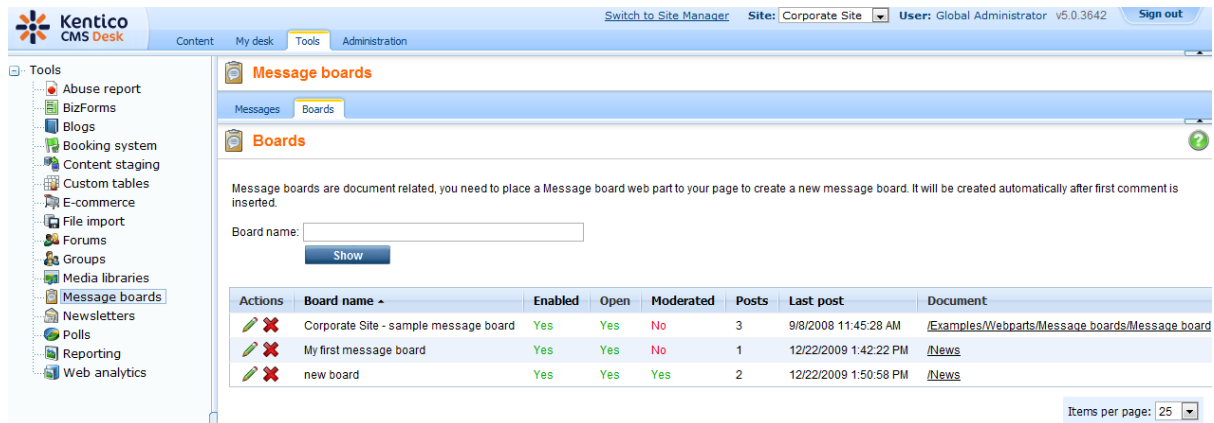 Kentico
CMS Desk
Switch to Site Manager Site: Corporate Site User: Global Administrator v5.0.3642 Sign out
Content My desk Tools Administration
Tools
Abuse report
BizForms
Blogs
Booking system
Content staging
Custom tables
E-commerce
File import
Forums
Groups
Media libraries
Message boards
Newsletters
Polls
Reporting
Web analytics
Message boards
Messages Boards
Boards
Message boards are document related, you need to place a Message board web part to your page to create a new message board. It will be created automatically after first comment is
inserted.
Board name:
Show
Actions Board name Enabled Open Moderated Posts Last post Document
Corporate Site - sample message board Yes Yes No 3 9/8/2008 11:45:28 AM /Examples/Webparts/Message boards/Message board
My first message board Yes Yes No 1 12/22/2009 1:42:22 PM /News
new board Yes Yes Yes 2 12/22/2009 1:50:58 PM /News
Items per page: 25